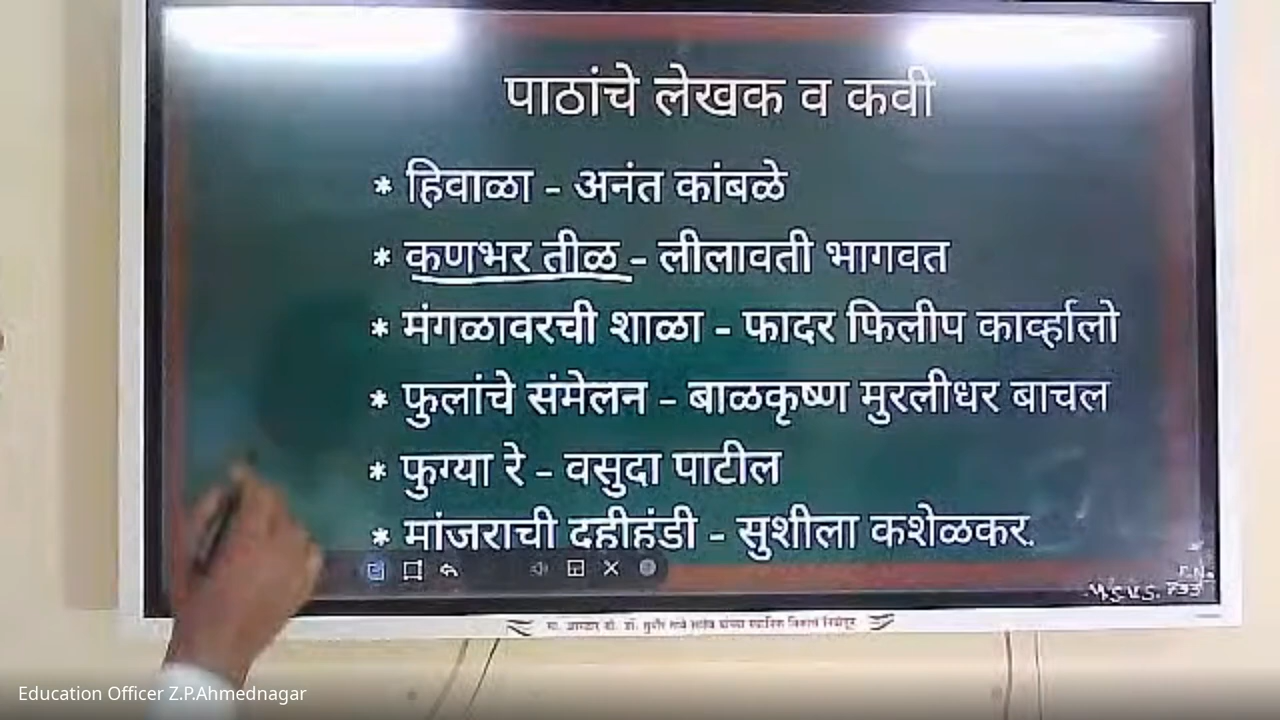 पाठांचे लेखक व कवी
* हिवाळा - अनंत कांबळे
* कणभर तीळ - लीलावती भागवत
* मंगळावरची शाळा - फादर फिलीप कार्व्हालो
* फुलांचे संमेलन - बाळकृष्ण मुरलीधर बाचल
* फुग्या रे - वसुदा पाटील
* मांजराची दहीहंडी - सुशीला कशेळकर.
Education Officer Z.P.Ahmednagar